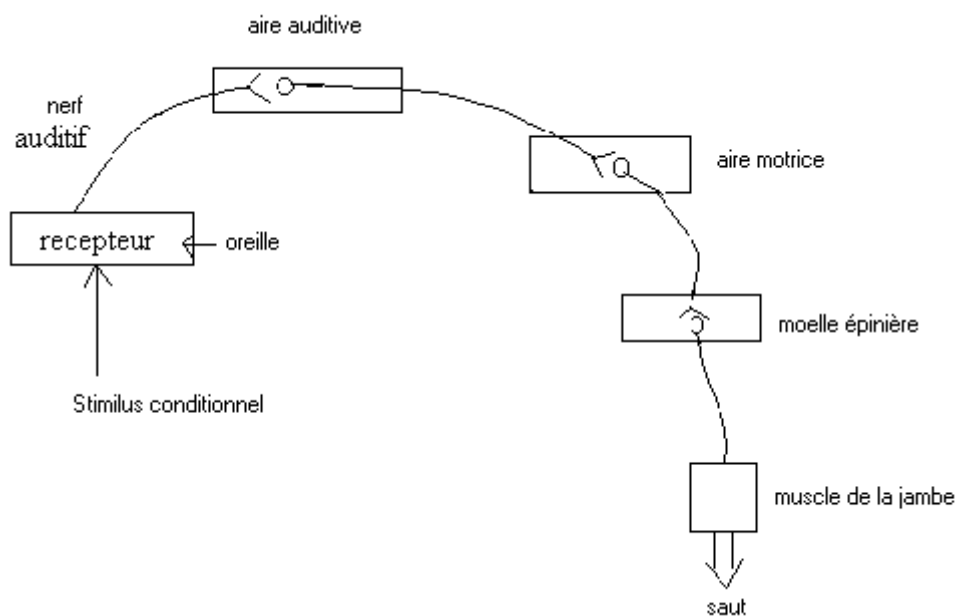 aire auditive
nerf
auditif
aire motrice
recepteur
oreille
moelle épinière
Stimilus conditionnel
muscle de la jambe
saut